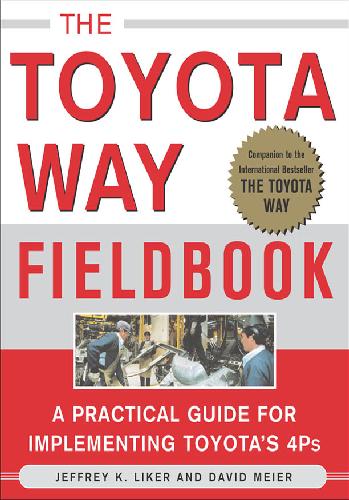 THE
TOYOTA
WAY
Companion to the
International Bestseller
THE TOYOTA
WAY
FIELDBOOK
A PRACTICAL GUIDE FOR
IMPLEMENTING TOYOTA'S 4Ps
JEFFREY K. LIKER AND DAVID MEIER